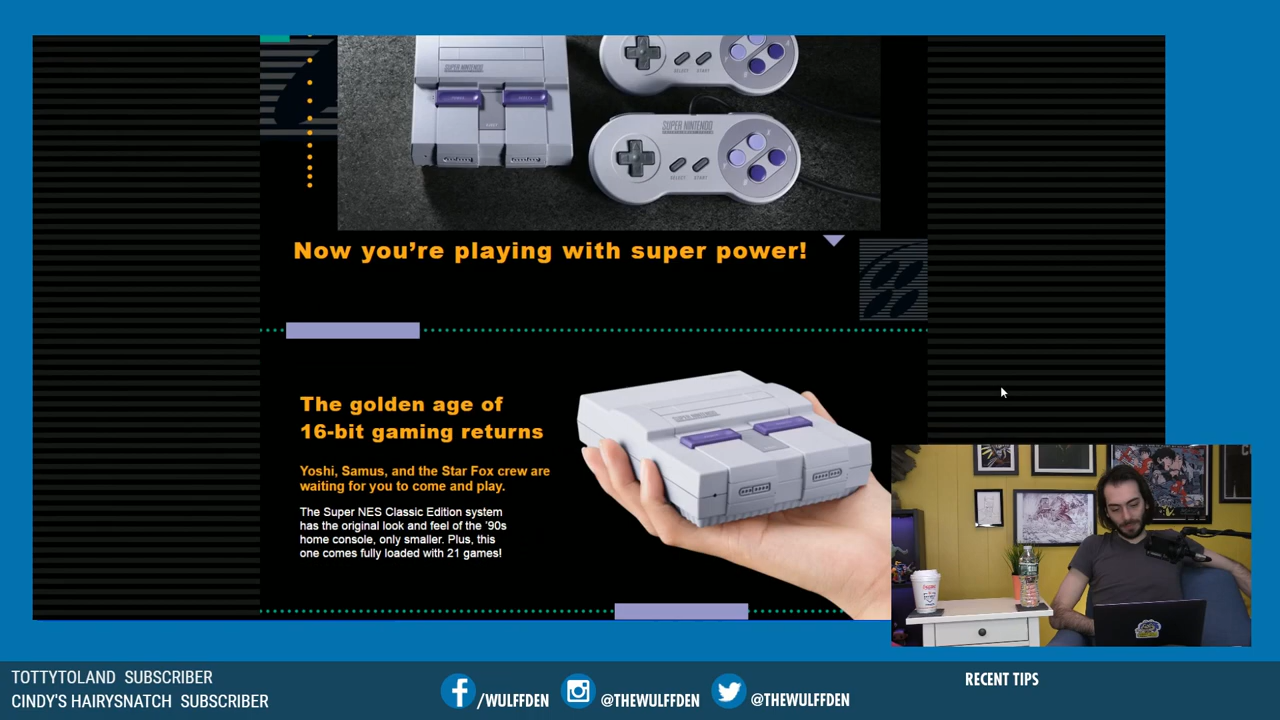 SUPER NINTENDO
SELECT START
SUPER NINTENDO
SELECT START
Now you're playing with super power!
The golden age of
16-bit gaming returns
Yoshi, Samus, and the Star Fox crew are
waiting for you to come and play.
The Super NES Classic Edition system
has the original look and feel of the '90s
home console, only smaller. Plus, this
one comes fully loaded with 21 games!
SUPER NINTENDO
TOTTYTOLAND SUBSCRIBER
CINDY'S HAIRYSNATCH SUBSCRIBER
/WULFFDEN
@THEWULFFDEN
@THEWULFFDEN
RECENT TIPS